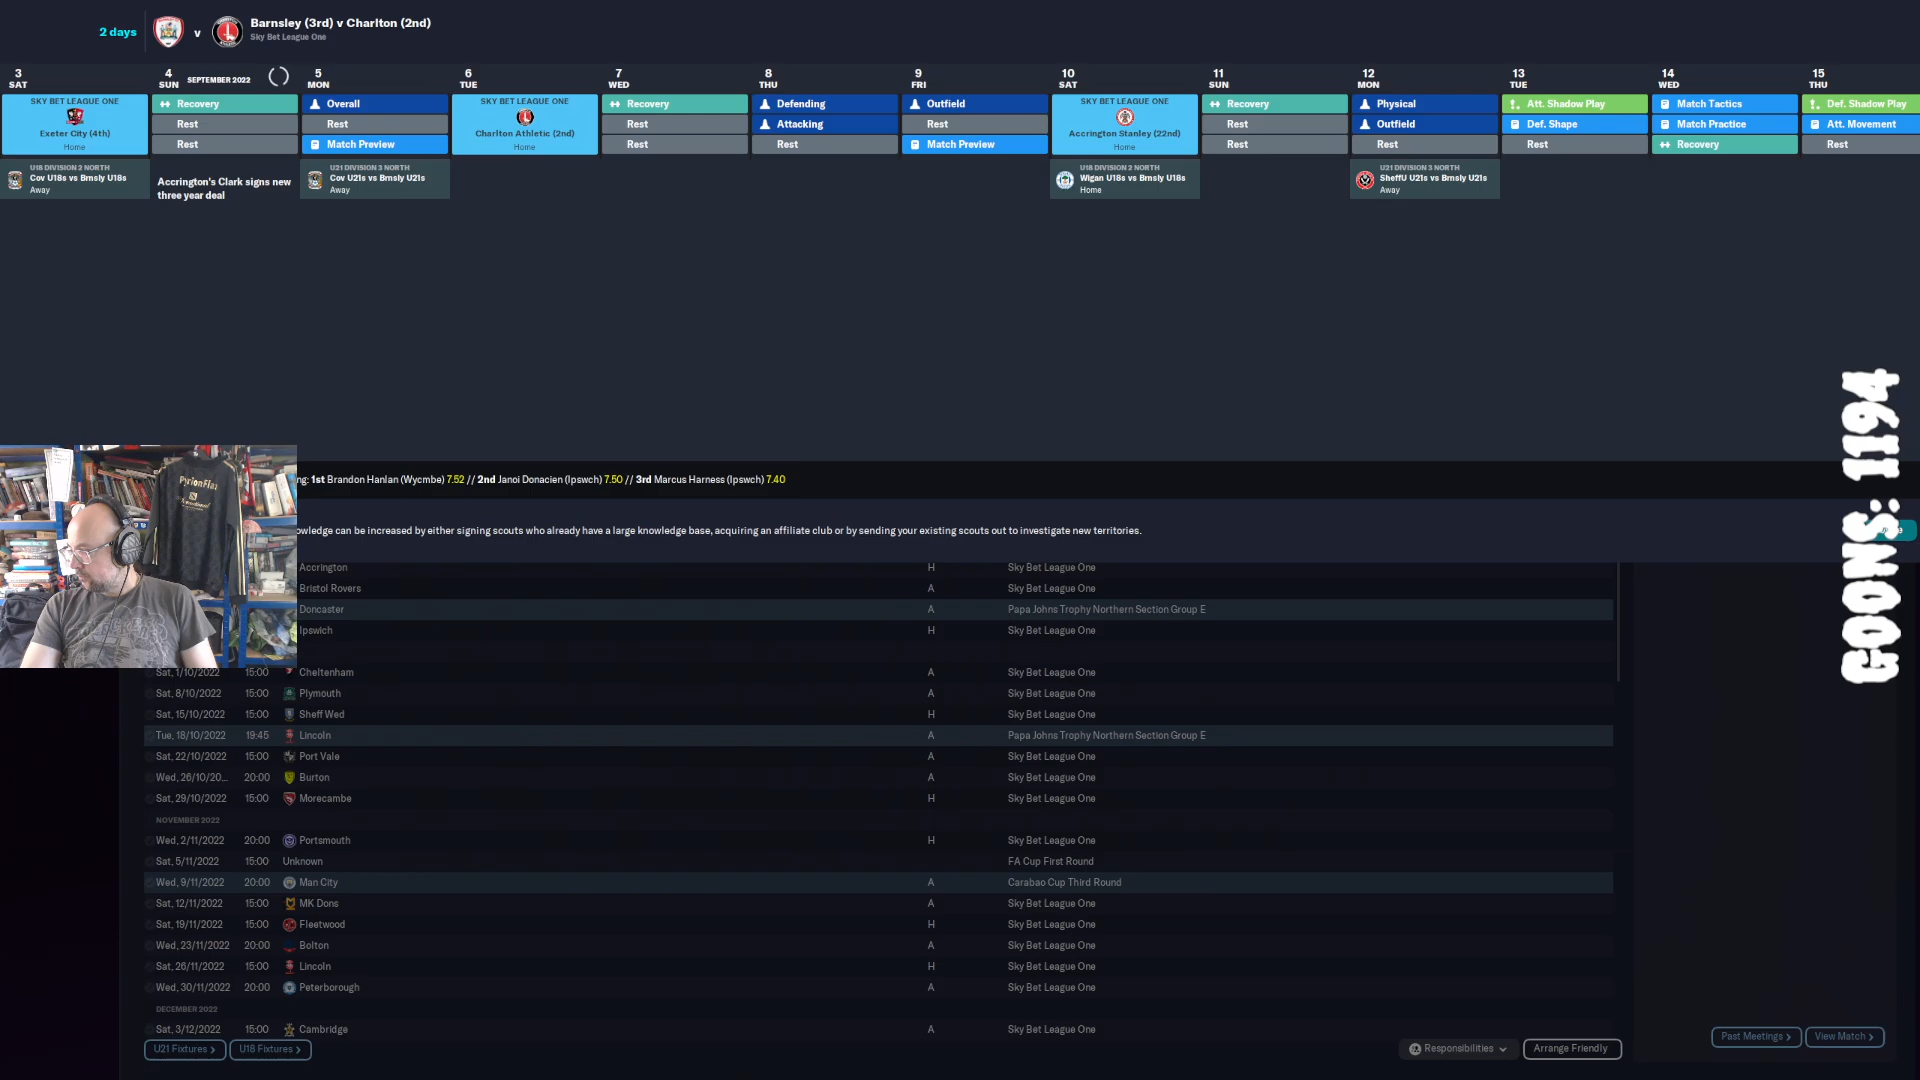 2 days
v
Barnsley (3rd) v Charlton (2nd)
Sky Bet League One
3
SAT
4
SUN
SEPTEMBER 2022
5
MON
6
TUE
7
WED
8
THU
9
FRI
10
SAT
11
SUN
12
MON
13
TUE
14
WED
15
THU
SKY BET LEAGUE ONE
Exeter City (4th)
Home
Recovery
Rest
Rest
Overall
Rest
Match Preview
SKY BET LEAGUE ONE
Charlton Athletic (2nd)
Home
Recovery
Rest
Rest
Defending
Attacking
Rest
Outfield
Rest
Match Preview
SKY BET LEAGUE ONE
Accrington Stanley (22nd)
Home
Recovery
Rest
Rest
Physical
Outfield
Rest
Att. Shadow Play
Def. Shape
Rest
Match Tactics
Match Practice
Recovery
Def. Shadow Play
Att. Movement
Rest
U18 DIVISION 2 NORTH
Cov U18s vs Brnsly U18s
Away
Accrington's Clark signs new
three year deal
U21 DIVISION 3 NORTH
Cov U21s vs Brnsly U21s
Away
U18 DIVISION 2 NORTH
Wigan U18s vs Brnsly U18s
Home
U21 DIVISION 3 NORTH
SheffU U21s vs Brnsly U21s
Away
GOONS: 1194
PyrionFlax
ng: 1st Brandon Hanlan (Wycmbe) 7.52 // 2nd Janoi Donacien (Ipswch) 7.50 // 3rd Marcus Harness (Ipswch) 7.40
owledge can be increased by either signing scouts who already have a large knowledge base, acquiring an affiliate club or by sending your existing scouts out to investigate new territories.
Accrington H Sky Bet League One
Bristol Rovers A Sky Bet League One
Doncaster A Papa Johns Trophy Northern Section Group E
Ipswich H Sky Bet League One
Sat, 1/10/2022 15:00 Cheltenham A Sky Bet League One
Sat, 8/10/2022 15:00 Plymouth A Sky Bet League One
Sat, 15/10/2022 15:00 Sheff Wed H Sky Bet League One
Tue, 18/10/2022 19:45 Lincoln A Papa Johns Trophy Northern Section Group E
Sat, 22/10/2022 15:00 Port Vale A Sky Bet League One
Wed, 26/10/20... 20:00 Burton A Sky Bet League One
Sat, 29/10/2022 15:00 Morecambe H Sky Bet League One
NOVEMBER 2022
Wed, 2/11/2022 20:00 Portsmouth H Sky Bet League One
Sat, 5/11/2022 15:00 Unknown FA Cup First Round
Wed, 9/11/2022 20:00 Man City A Carabao Cup Third Round
Sat, 12/11/2022 15:00 MK Dons A Sky Bet League One
Sat, 19/11/2022 15:00 Fleetwood H Sky Bet League One
Wed, 23/11/2022 20:00 Bolton A Sky Bet League One
Sat, 26/11/2022 15:00 Lincoln H Sky Bet League One
Wed, 30/11/2022 20:00 Peterborough A Sky Bet League One
DECEMBER 2022
Sat, 3/12/2022 15:00 Cambridge A Sky Bet League One
U21 Fixtures >
U18 Fixtures >
Responsibilities
Arrange Friendly
Past Meetings >
View Match >